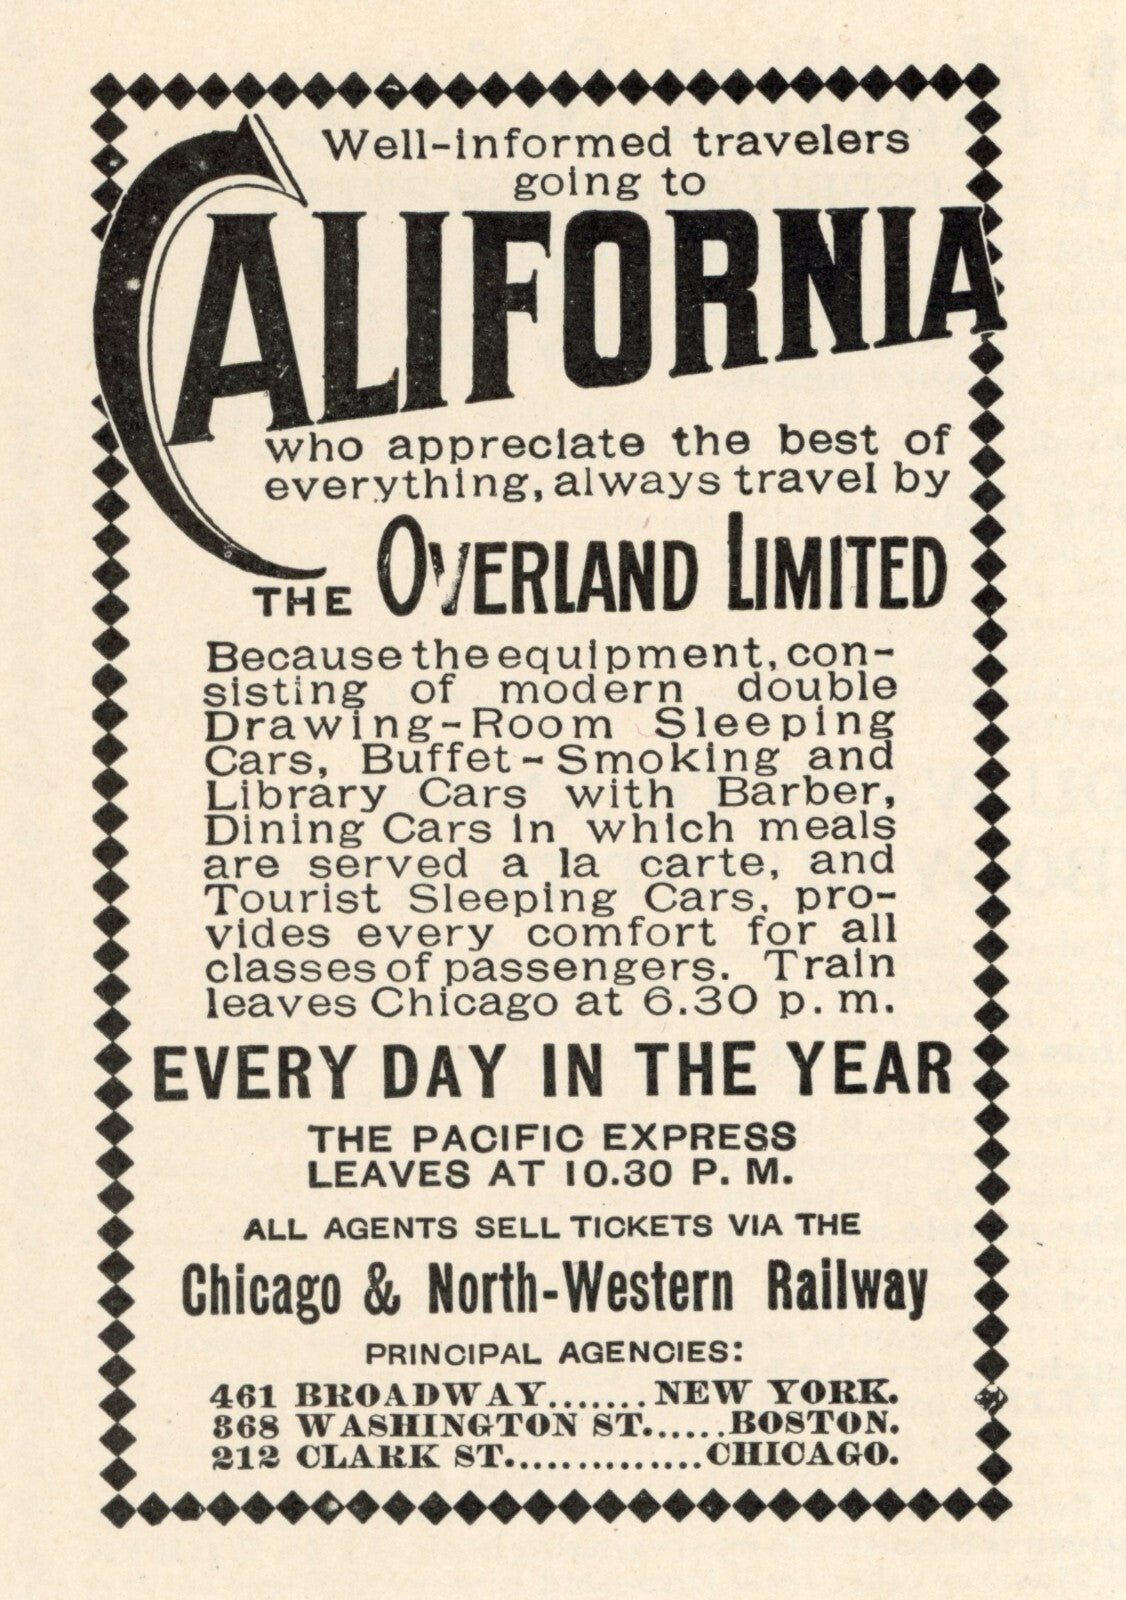 Well-informed travelers
going to
CALIFORNIA
who appreciate the best of
everything, always travel by
THE OVERLAND LIMITED
Because the equipment, con-
sisting of modern double
Drawing-Room Sleeping
Cars, Buffet-Smoking and
Library Cars with Barber,
Dining Cars in which meals
are served a la carte, and
Tourist Sleeping Cars, pro-
vides every comfort for all
classes of passengers. Train
leaves Chicago at 6.30 p. m.
EVERY DAY IN THE YEAR
THE PACIFIC EXPRESS
LEAVES AT 10.30 P. M.
ALL AGENTS SELL TICKETS VIA THE
Chicago & North-Western Railway
PRINCIPAL AGENCIES:
461 BROADWAY.......NEW YORK.
368 WASHINGTON ST......BOSTON.
212 CLARK ST..............CHICAGO.